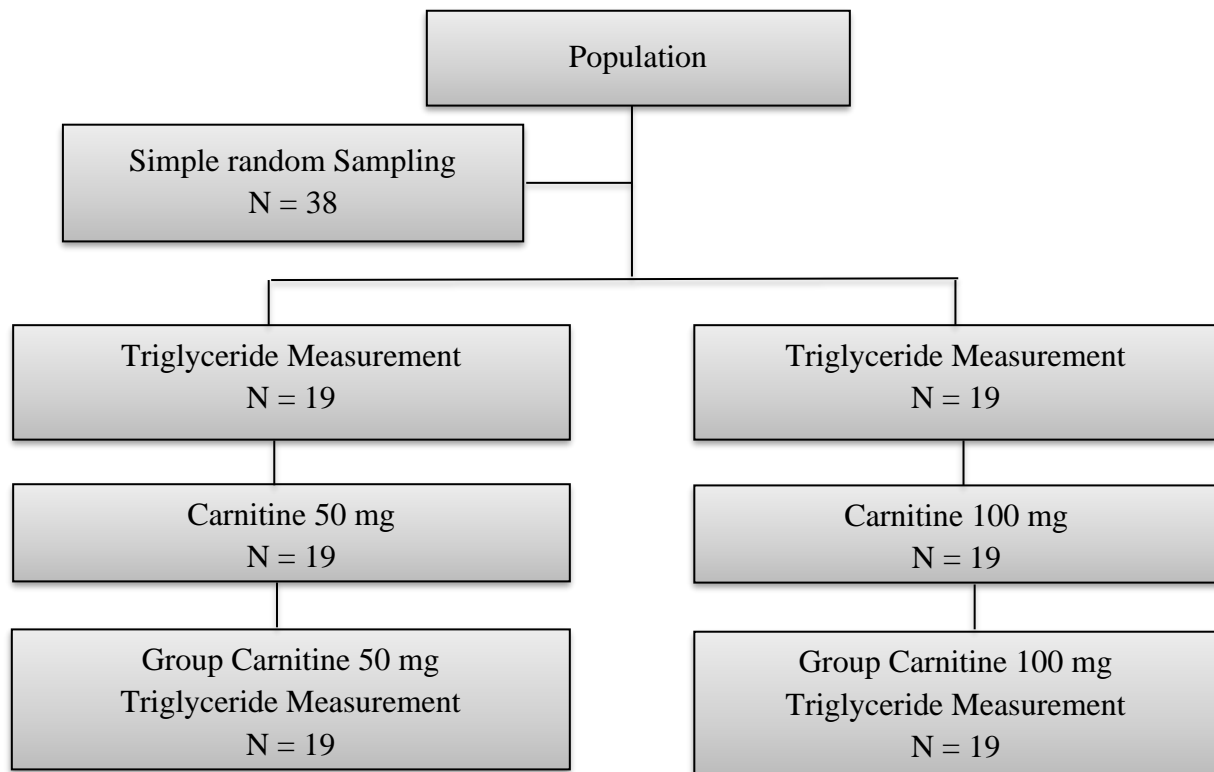 Population
Simple random Sampling
N = 38
Triglyceride Measurement
N = 19
Triglyceride Measurement
N = 19
Carnitine 50 mg
N = 19
Carnitine 100 mg
N = 19
Group Carnitine 50 mg
Triglyceride Measurement
N = 19
Group Carnitine 100 mg
Triglyceride Measurement
N = 19